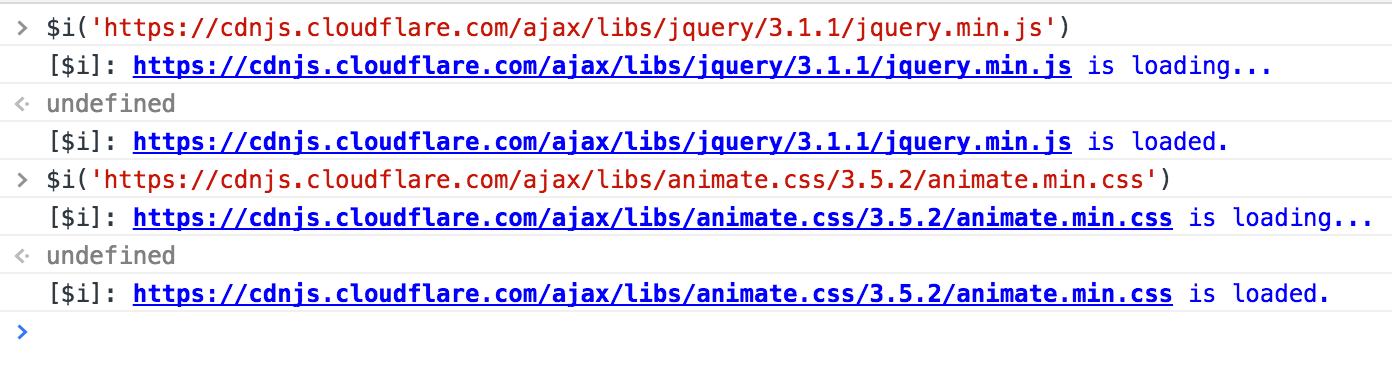 > $i('https://cdnjs.cloudflare.com/ajax/libs/jquery/3.1.1/jquery.min.js')
[$i]: https://cdnjs.cloudflare.com/ajax/libs/jquery/3.1.1/jquery.min.js is loading...
undefined
[$i]: https://cdnjs.cloudflare.com/ajax/libs/jquery/3.1.1/jquery.min.js is loaded.
> $i('https://cdnjs.cloudflare.com/ajax/libs/animate.css/3.5.2/animate.min.css')
[$i]: https://cdnjs.cloudflare.com/ajax/libs/animate.css/3.5.2/animate.min.css is loading...
undefined
[$i]: https://cdnjs.cloudflare.com/ajax/libs/animate.css/3.5.2/animate.min.css is loaded.
>